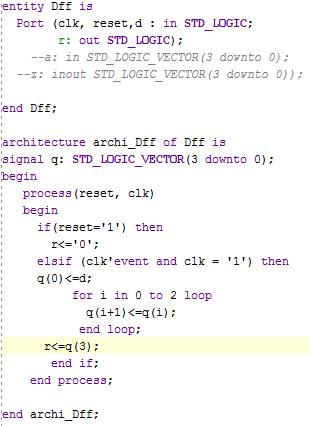 entity Dff is
Port (clk, reset,d : in STD_LOGIC;
r: out STD_LOGIC);
--a: in STD_LOGIC_VECTOR(3 downto 0);
--z: inout STD_LOGIC_VECTOR(3 downto 0));
end Dff;
architecture archi_Dff of Dff is
signal q: STD_LOGIC_VECTOR(3 downto 0);
begin
process(reset, clk)
begin
if(reset='1') then
r<='0';
elsif (clk'event and clk = '1') then
q(0)<=d;
for i in 0 to 2 loop
q(i+1)<=q(i);
end loop;
r<=q(3);
end if;
end process;
end archi_Dff;